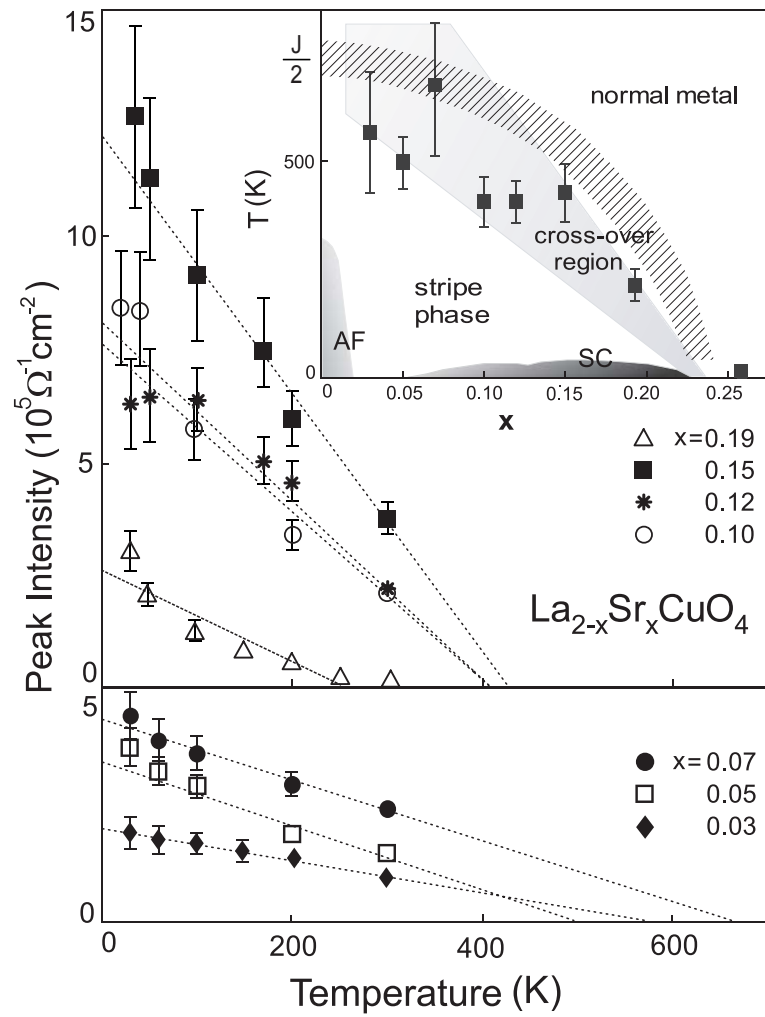 15
10
5
0
Peak Intensity (10⁵Ω⁻¹cm⁻²)
J/2
500
0
T (K)
normal metal
cross-over
region
stripe
phase
AF
SC
0
0.05
0.10
0.15
0.20
0.25
x
x=0.19
0.15
0.12
0.10
La₂₋ₓSrₓCuO₄
5
0
x=0.07
0.05
0.03
0
200
400
600
Temperature (K)